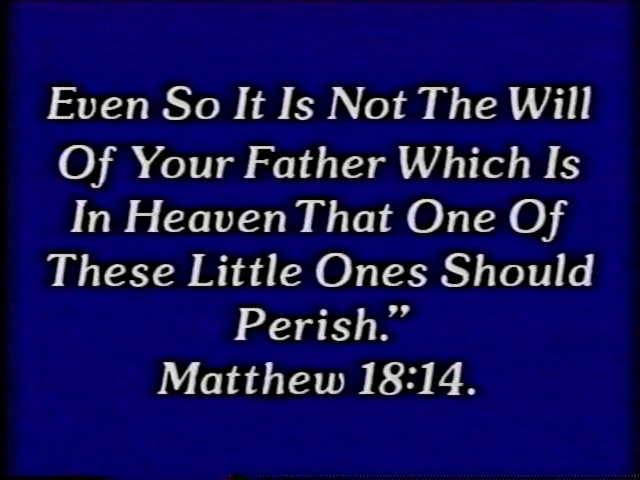 Even So It Is Not The Will
Of Your Father Which Is
In Heaven That One Of
These Little Ones Should
Perish.”
Matthew 18:14.